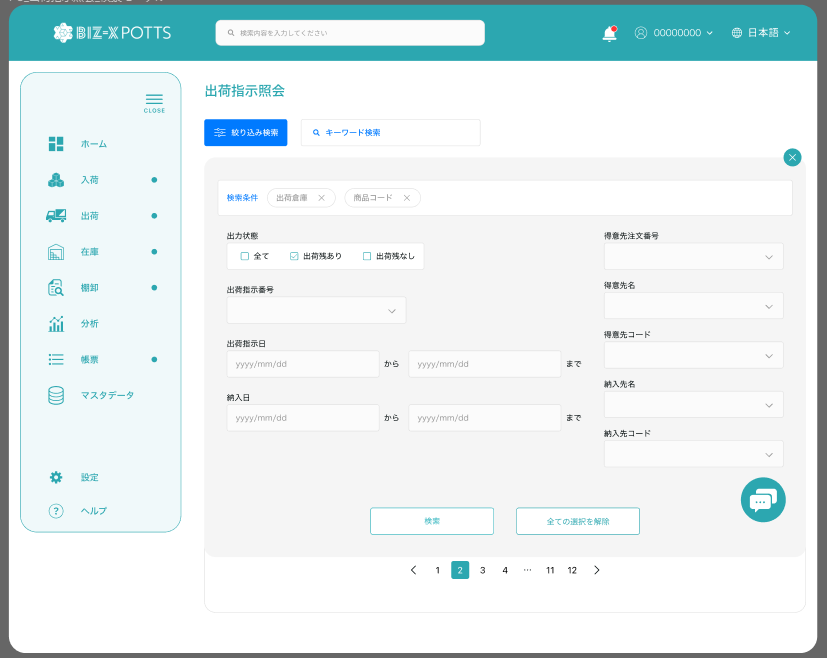 BIZ-X POTTS
検索内容を入力してください
00000000
日本語
CLOSE
ホーム
入荷
出荷
在庫
棚卸
分析
帳票
マスタデータ
設定
? ヘルプ
出荷指示照会
絞り込み検索
キーワード検索
検索条件 出荷倉庫 商品コード
出力状態
全て 出荷残あり 出荷残なし
出荷指示番号
出荷指示日
yyyy/mm/dd から yyyy/mm/dd まで
納入日
yyyy/mm/dd から yyyy/mm/dd まで
得意先注文番号
得意先名
得意先コード
納入先名
納入先コード
検索 全ての選択を解除
1 2 3 4 … 11 12